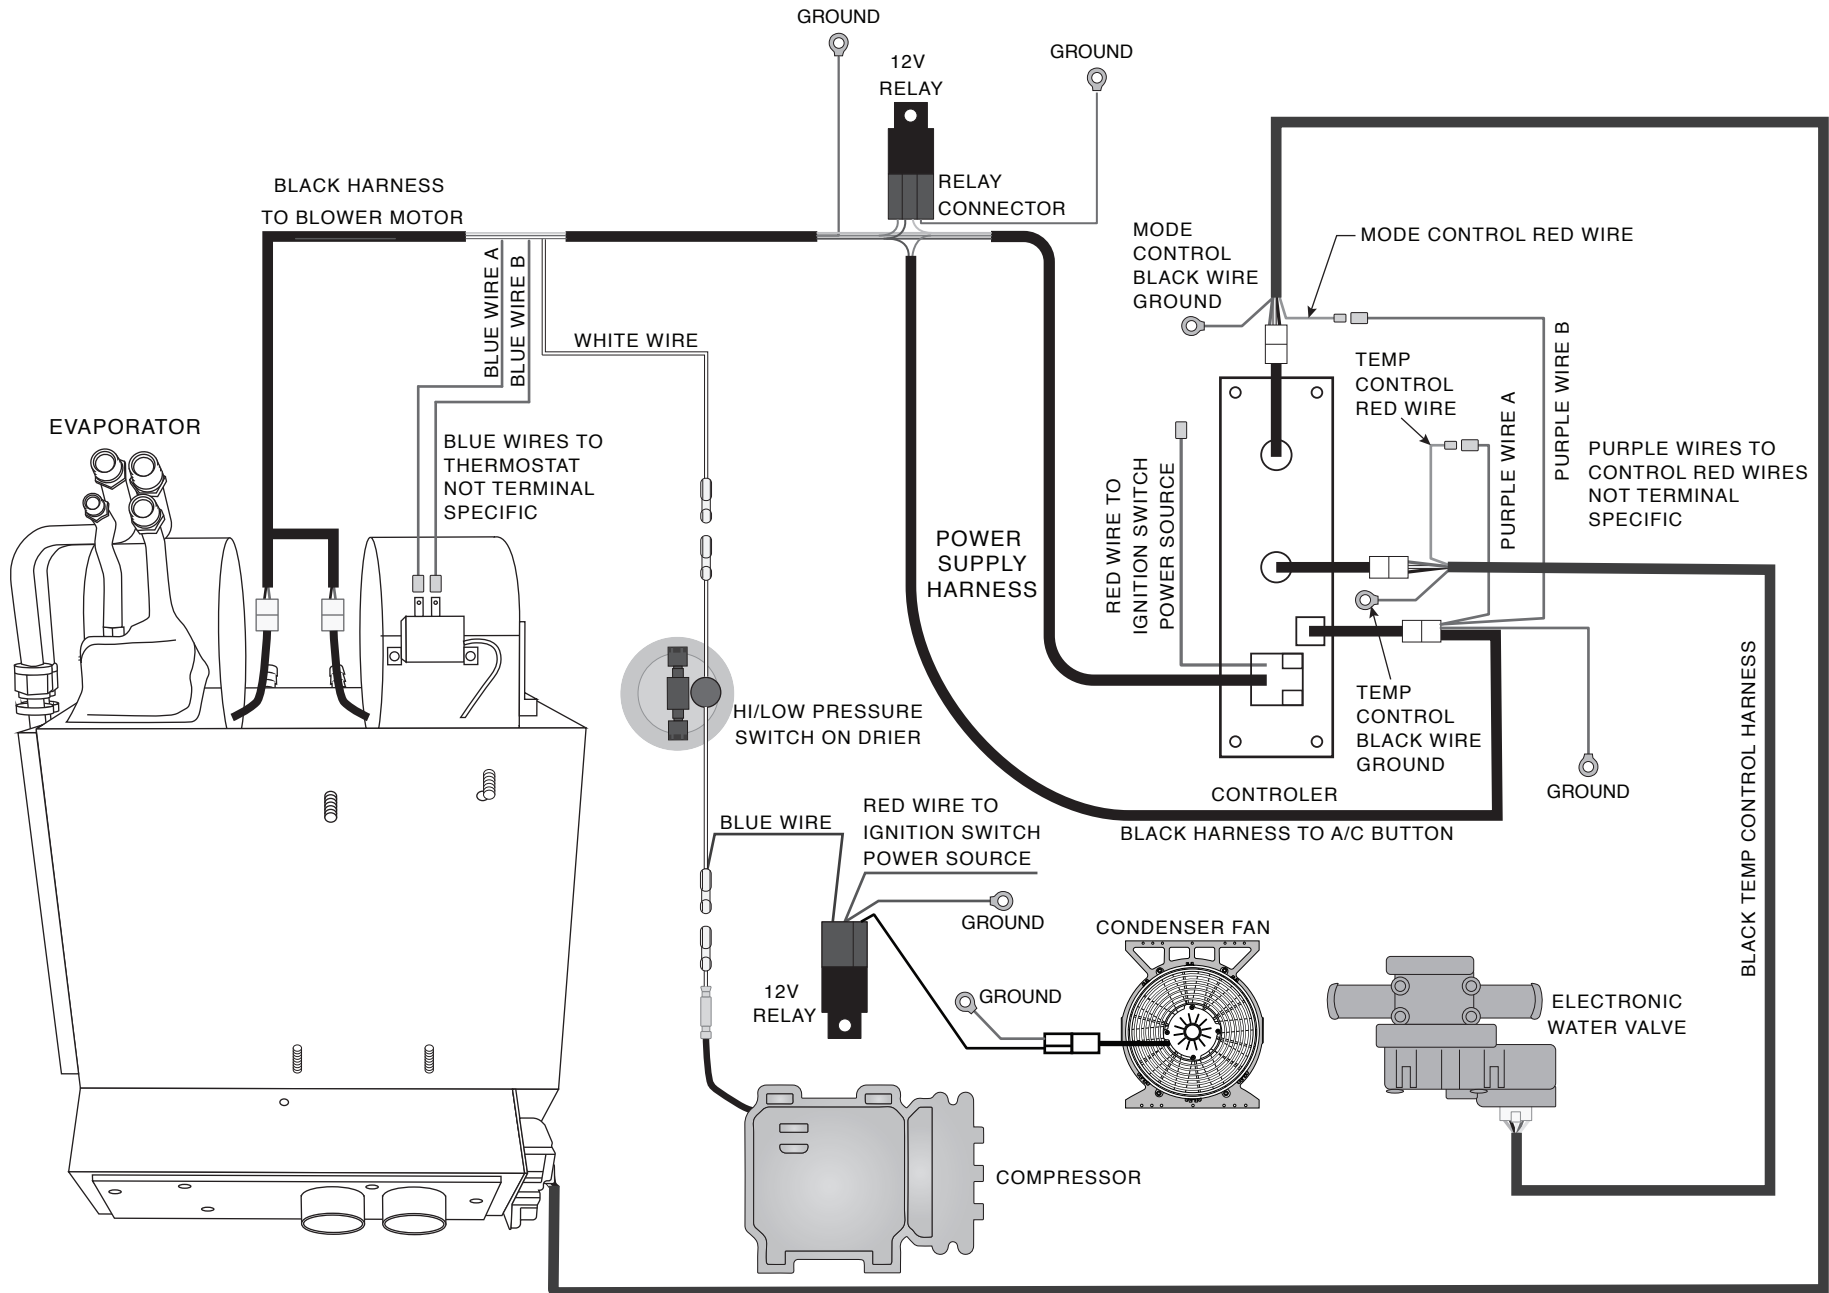 GROUND
12V
RELAY
GROUND
BLACK HARNESS
TO BLOWER MOTOR
RELAY
CONNECTOR
MODE
CONTROL
BLACK WIRE
GROUND
MODE CONTROL RED WIRE
BLUE WIRE A
BLUE WIRE B
WHITE WIRE
TEMP
CONTROL
RED WIRE
PURPLE WIRE A
PURPLE WIRE B
PURPLE WIRES TO
CONTROL RED WIRES
NOT TERMINAL
SPECIFIC
EVAPORATOR
BLUE WIRES TO
THERMOSTAT
NOT TERMINAL
SPECIFIC
RED WIRE TO
IGNITION SWITCH
POWER SOURCE
POWER
SUPPLY
HARNESS
HI/LOW PRESSURE
SWITCH ON DRIER
TEMP
CONTROL
BLACK WIRE
GROUND
GROUND
BLACK TEMP CONTROL HARNESS
CONTROLER
BLACK HARNESS TO A/C BUTTON
BLUE WIRE
RED WIRE TO
IGNITION SWITCH
POWER SOURCE
GROUND
CONDENSER FAN
12V
RELAY
GROUND
ELECTRONIC
WATER VALVE
COMPRESSOR